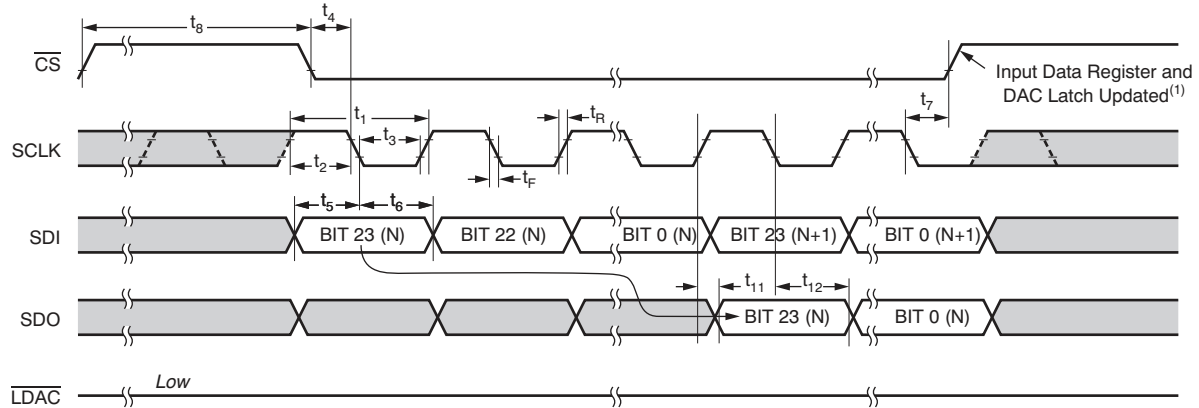 t8
t4
CS
Input Data Register and
DAC Latch Updated(1)
t1
t7
tR
t3
SCLK
t2
tF
t5
t6
SDI
BIT 23 (N)
BIT 22 (N)
BIT 0 (N)
BIT 23 (N+1)
BIT 0 (N+1)
t11
t12
SDO
BIT 23 (N)
BIT 0 (N)
Low
LDAC